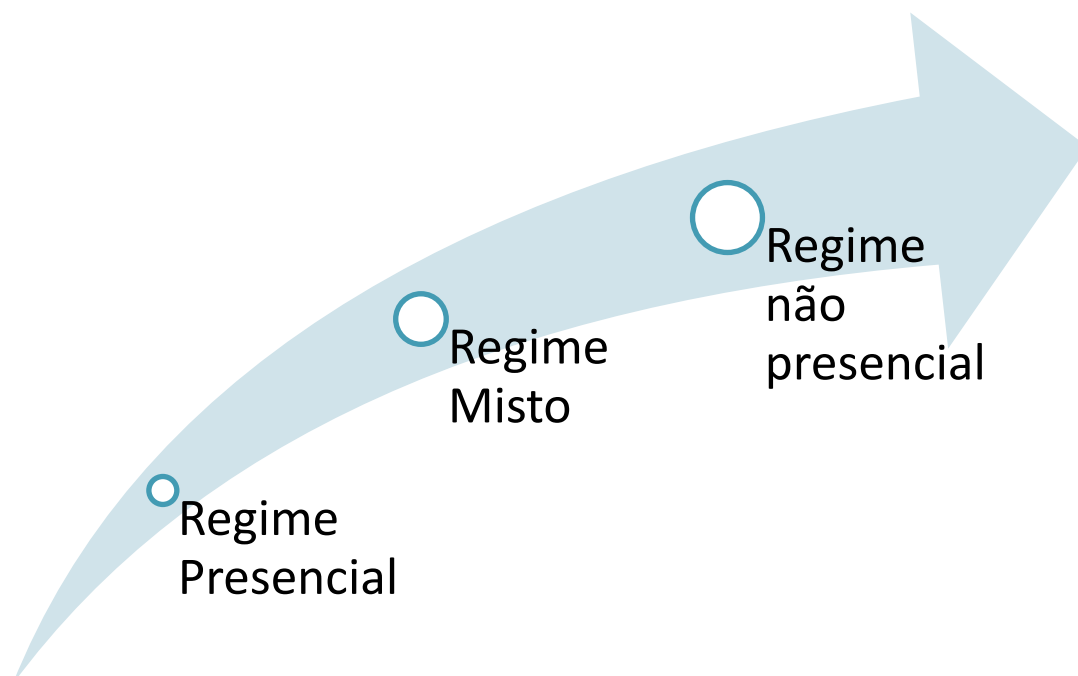 Regime
não
presencial
Regime
Misto
Regime
Presencial